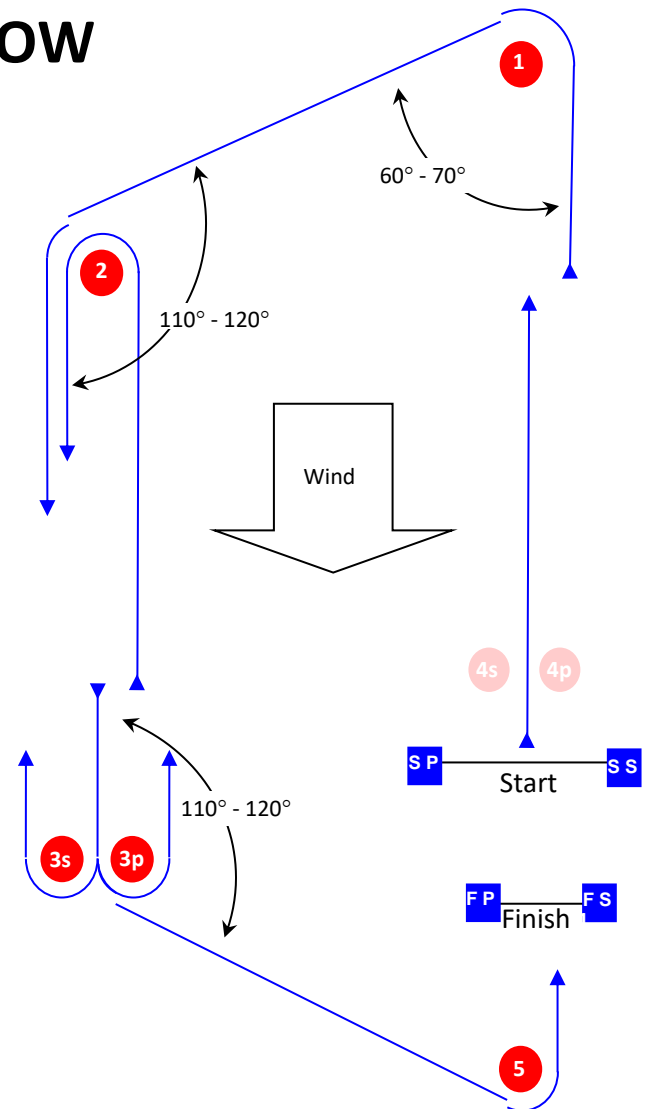 OW
1
60° - 70°
2
110° - 120°
Wind
4s 4p
S P S S
Start
110° - 120°
3s 3p
F P F S
Finish
5